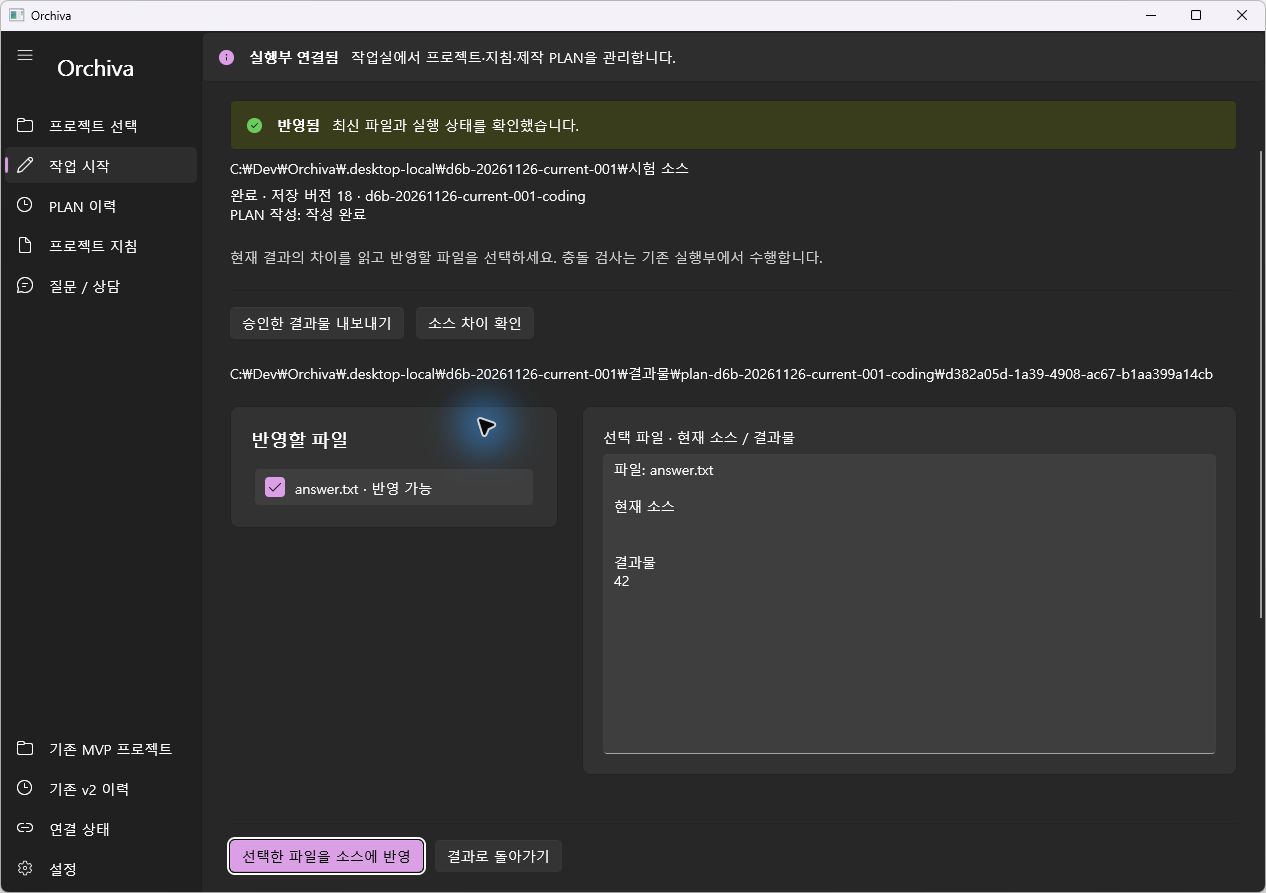 Orchiva
Orchiva
프로젝트 선택
작업 시작
PLAN 이력
프로젝트 지침
질문 / 상담
기존 MVP 프로젝트
기존 v2 이력
연결 상태
설정
실행부 연결됨 작업실에서 프로젝트·지침·제작 PLAN을 관리합니다.
반영됨 최신 파일과 실행 상태를 확인했습니다.
C:₩Dev₩Orchiva₩.desktop-local₩d6b-20261126-current-001₩시험 소스
완료 · 저장 버전 18 · d6b-20261126-current-001-coding
PLAN 작성: 작성 완료
현재 결과의 차이를 읽고 반영할 파일을 선택하세요. 충돌 검사는 기존 실행부에서 수행합니다.
승인한 결과물 내보내기 소스 차이 확인
C:₩Dev₩Orchiva₩.desktop-local₩d6b-20261126-current-001₩결과물₩plan-d6b-20261126-current-001-coding₩d382a05d-1a39-4908-ac67-b1aa399a14cb
반영할 파일
answer.txt · 반영 가능
선택 파일 · 현재 소스 / 결과물
파일: answer.txt
현재 소스
결과물
42
선택한 파일을 소스에 반영 결과로 돌아가기